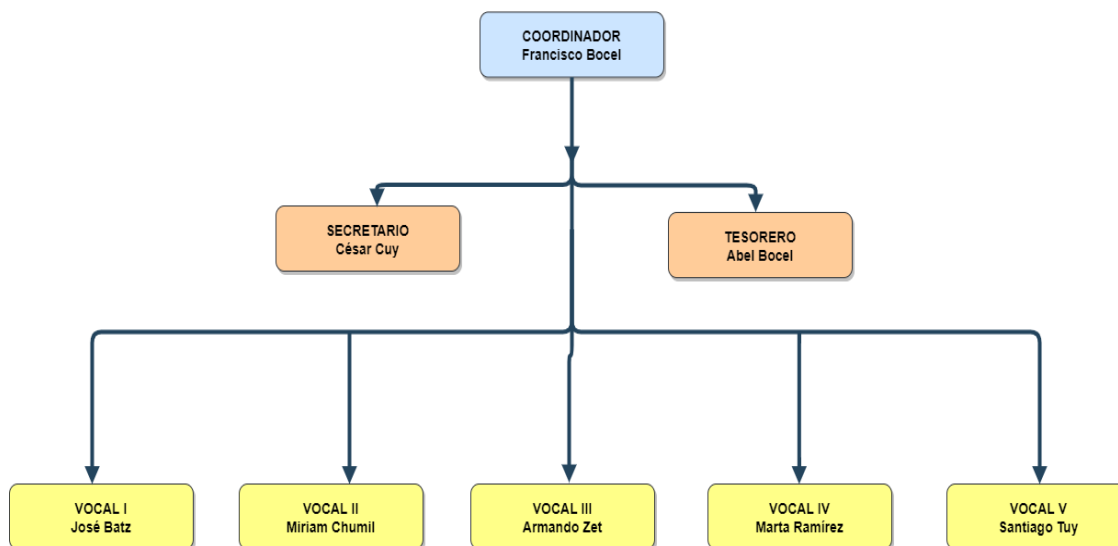 COORDINADOR
Francisco Bocel
SECRETARIO
César Cuy
TESORERO
Abel Bocel
VOCAL I
José Batz
VOCAL II
Miriam Chumil
VOCAL III
Armando Zet
VOCAL IV
Marta Ramírez
VOCAL V
Santiago Tuy